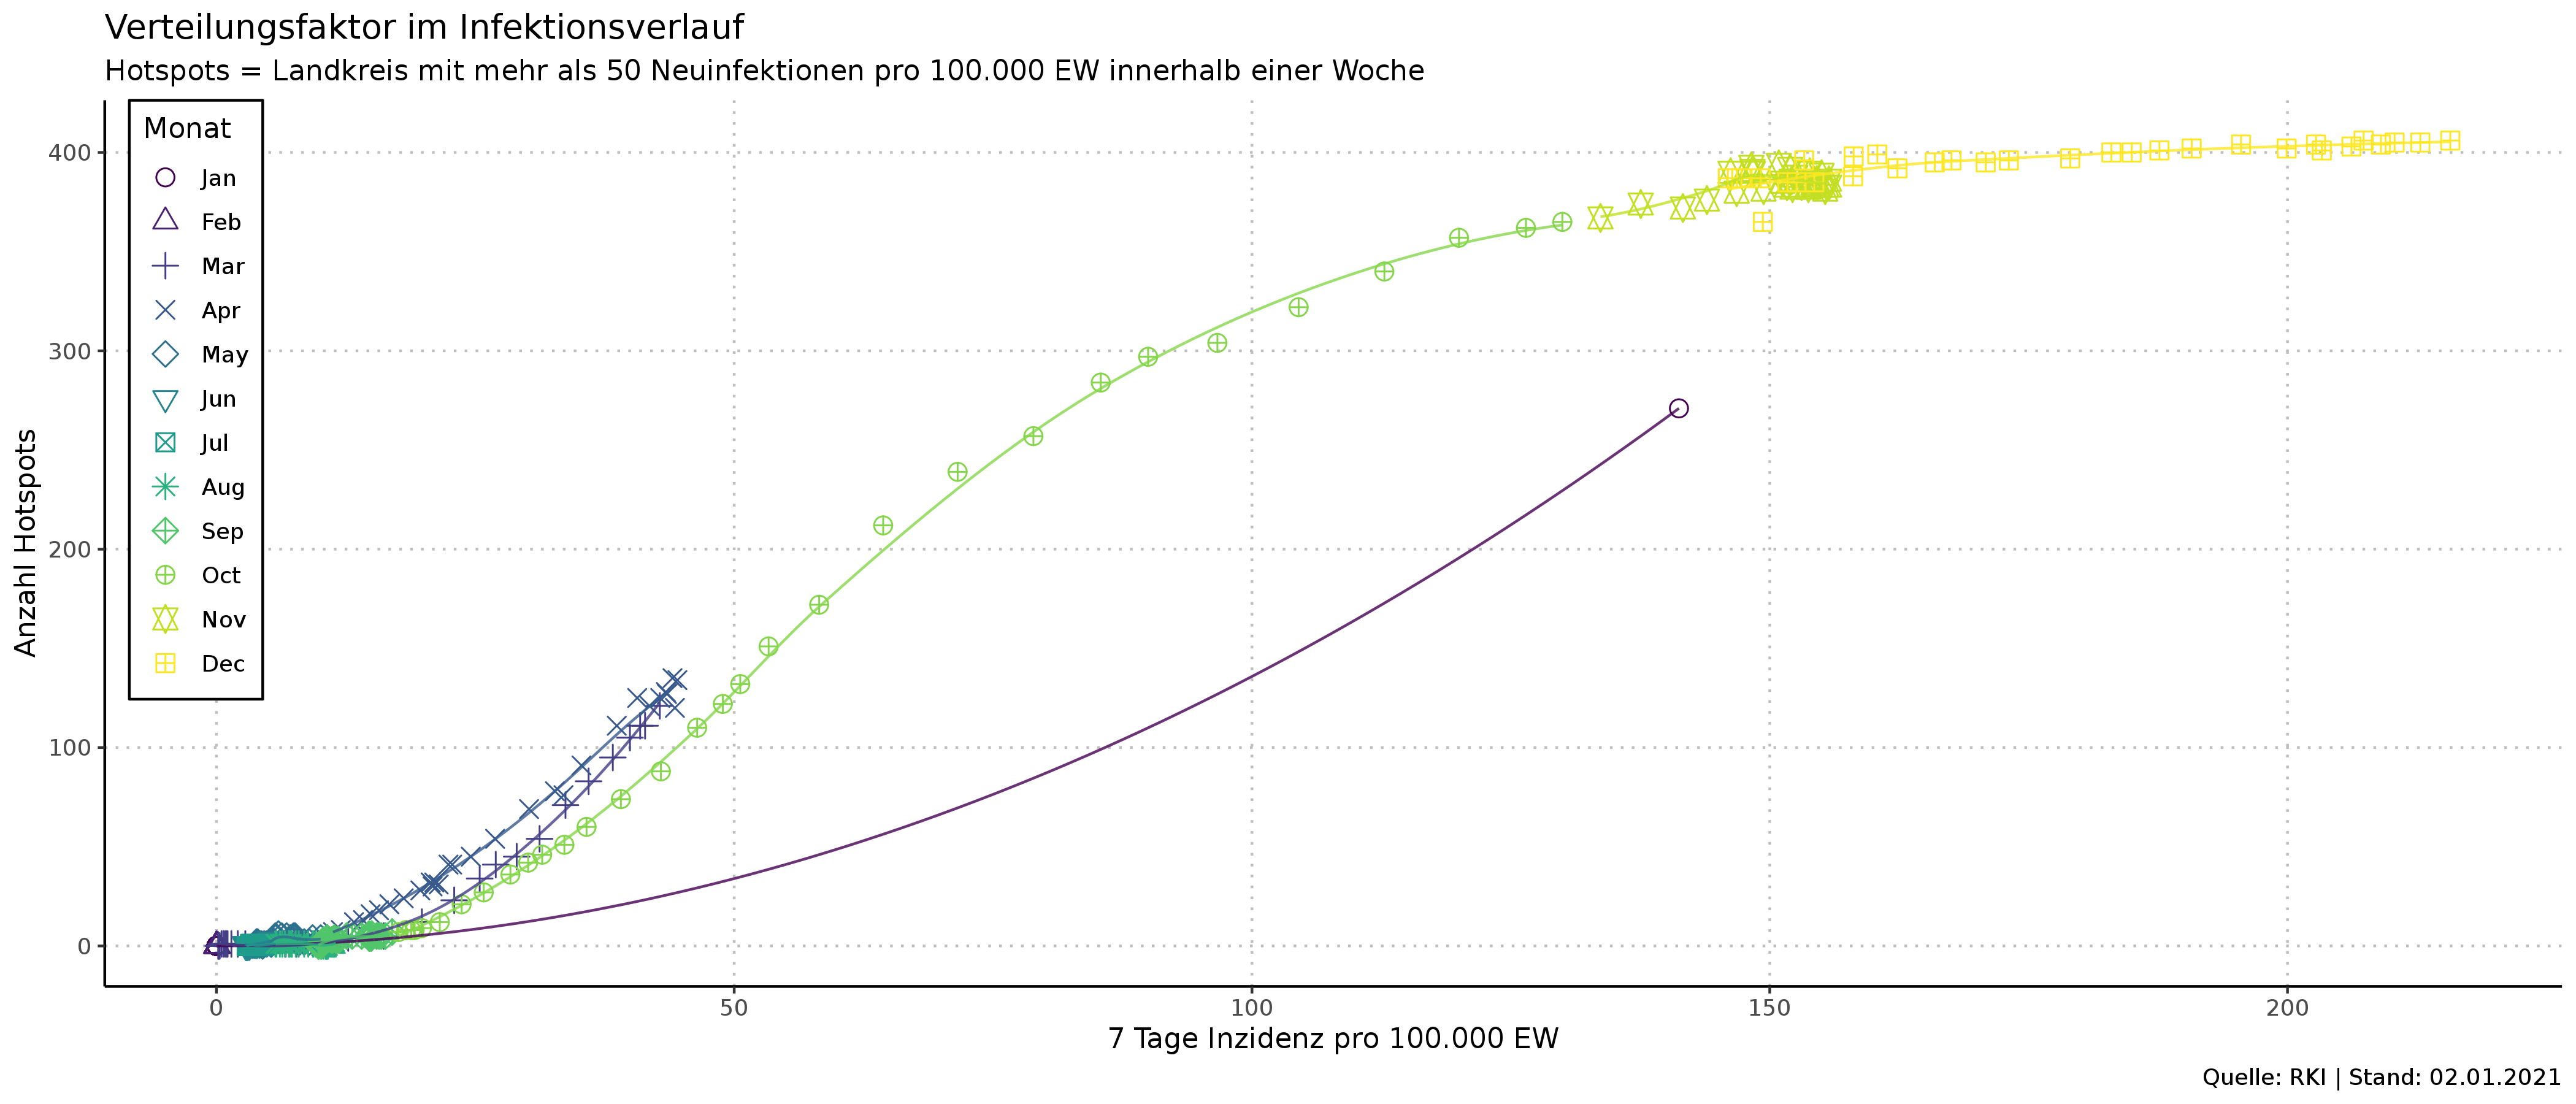 Verteilungsfaktor im Infektionsverlauf
Hotspots = Landkreis mit mehr als 50 Neuinfektionen pro 100.000 EW innerhalb einer Woche
Monat
Jan
Feb
Mar
Apr
May
Jun
Jul
Aug
Sep
Oct
Nov
Dec
Anzahl Hotspots
400
300
200
100
0
0 50 100 150 200
7 Tage Inzidenz pro 100.000 EW
Quelle: RKI | Stand: 02.01.2021